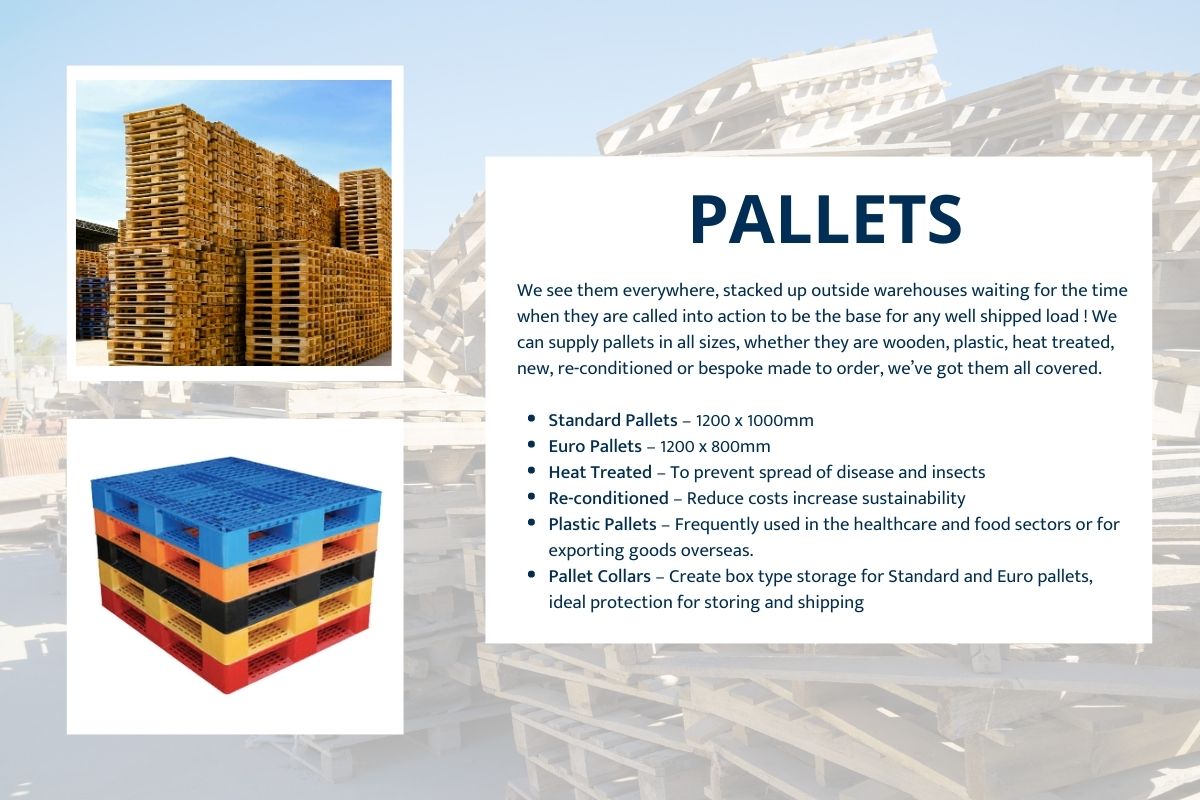 PALLETS
We see them everywhere, stacked up outside warehouses waiting for the time
when they are called into action to be the base for any well shipped load ! We
can supply pallets in all sizes, whether they are wooden, plastic, heat treated,
new, re-conditioned or bespoke made to order, we’ve got them all covered.
• Standard Pallets – 1200 x 1000mm
• Euro Pallets – 1200 x 800mm
• Heat Treated – To prevent spread of disease and insects
• Re-conditioned – Reduce costs increase sustainability
• Plastic Pallets – Frequently used in the healthcare and food sectors or for
exporting goods overseas.
• Pallet Collars – Create box type storage for Standard and Euro pallets,
ideal protection for storing and shipping